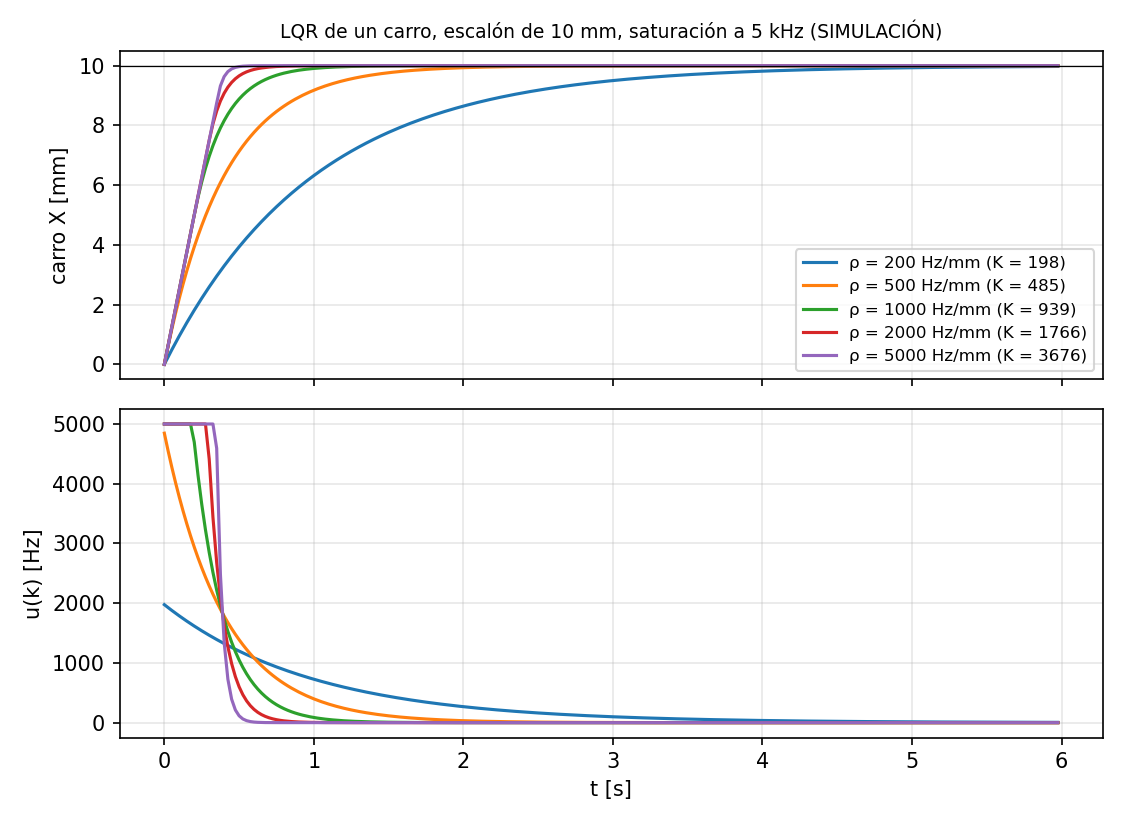 LQR de un carro, escalón de 10 mm, saturación a 5 kHz (SIMULACIÓN)
carro X [mm]
10
8
6
4
2
0
ρ = 200 Hz/mm (K = 198)
ρ = 500 Hz/mm (K = 485)
ρ = 1000 Hz/mm (K = 939)
ρ = 2000 Hz/mm (K = 1766)
ρ = 5000 Hz/mm (K = 3676)
u(k) [Hz]
5000
4000
3000
2000
1000
0
0 1 2 3 4 5 6
t [s]